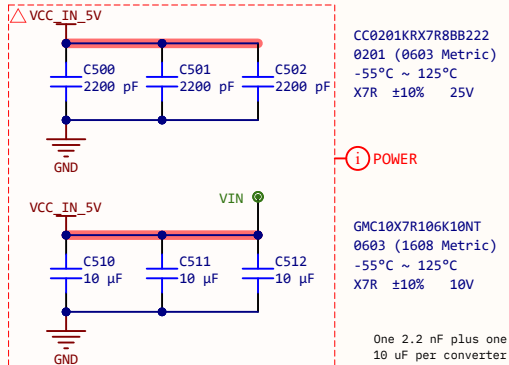 VCC_IN_5V
C500
2200 pF
C501
2200 pF
C502
2200 pF
GND
CC0201KRX7R8BB222
0201 (0603 Metric)
-55°C ~ 125°C
X7R ±10% 25V
i POWER
VCC_IN_5V
VIN
C510
10 µF
C511
10 µF
C512
10 µF
GND
GMC10X7R106K10NT
0603 (1608 Metric)
-55°C ~ 125°C
X7R ±10% 10V
One 2.2 nF plus one
10 uF per converter